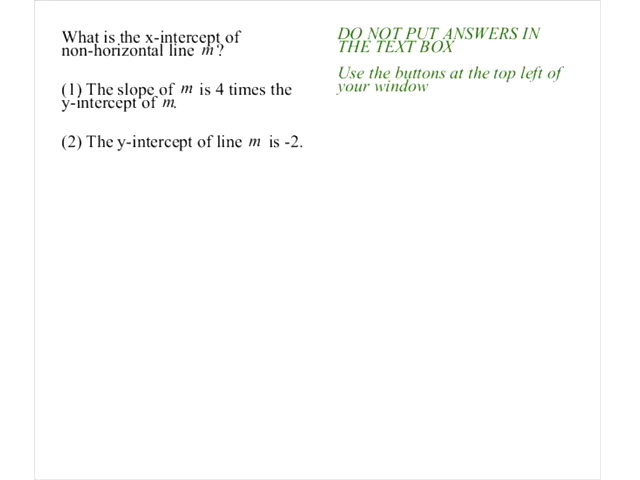 What is the x-intercept of
non-horizontal line m?
(1) The slope of m is 4 times the
y-intercept of m.
(2) The y-intercept of line m is -2.
DO NOT PUT ANSWERS IN
THE TEXT BOX
Use the buttons at the top left of
your window